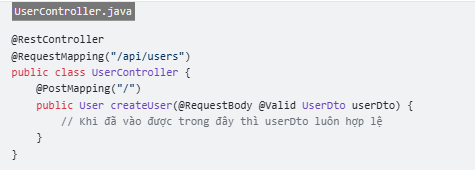 UserController.java
@RestController
@RequestMapping("/api/users")
public class UserController {
@PostMapping("/")
public User createUser(@RequestBody @Valid UserDto userDto) {
// Khi đã vào được trong đây thì userDto luôn hợp lệ
}
}